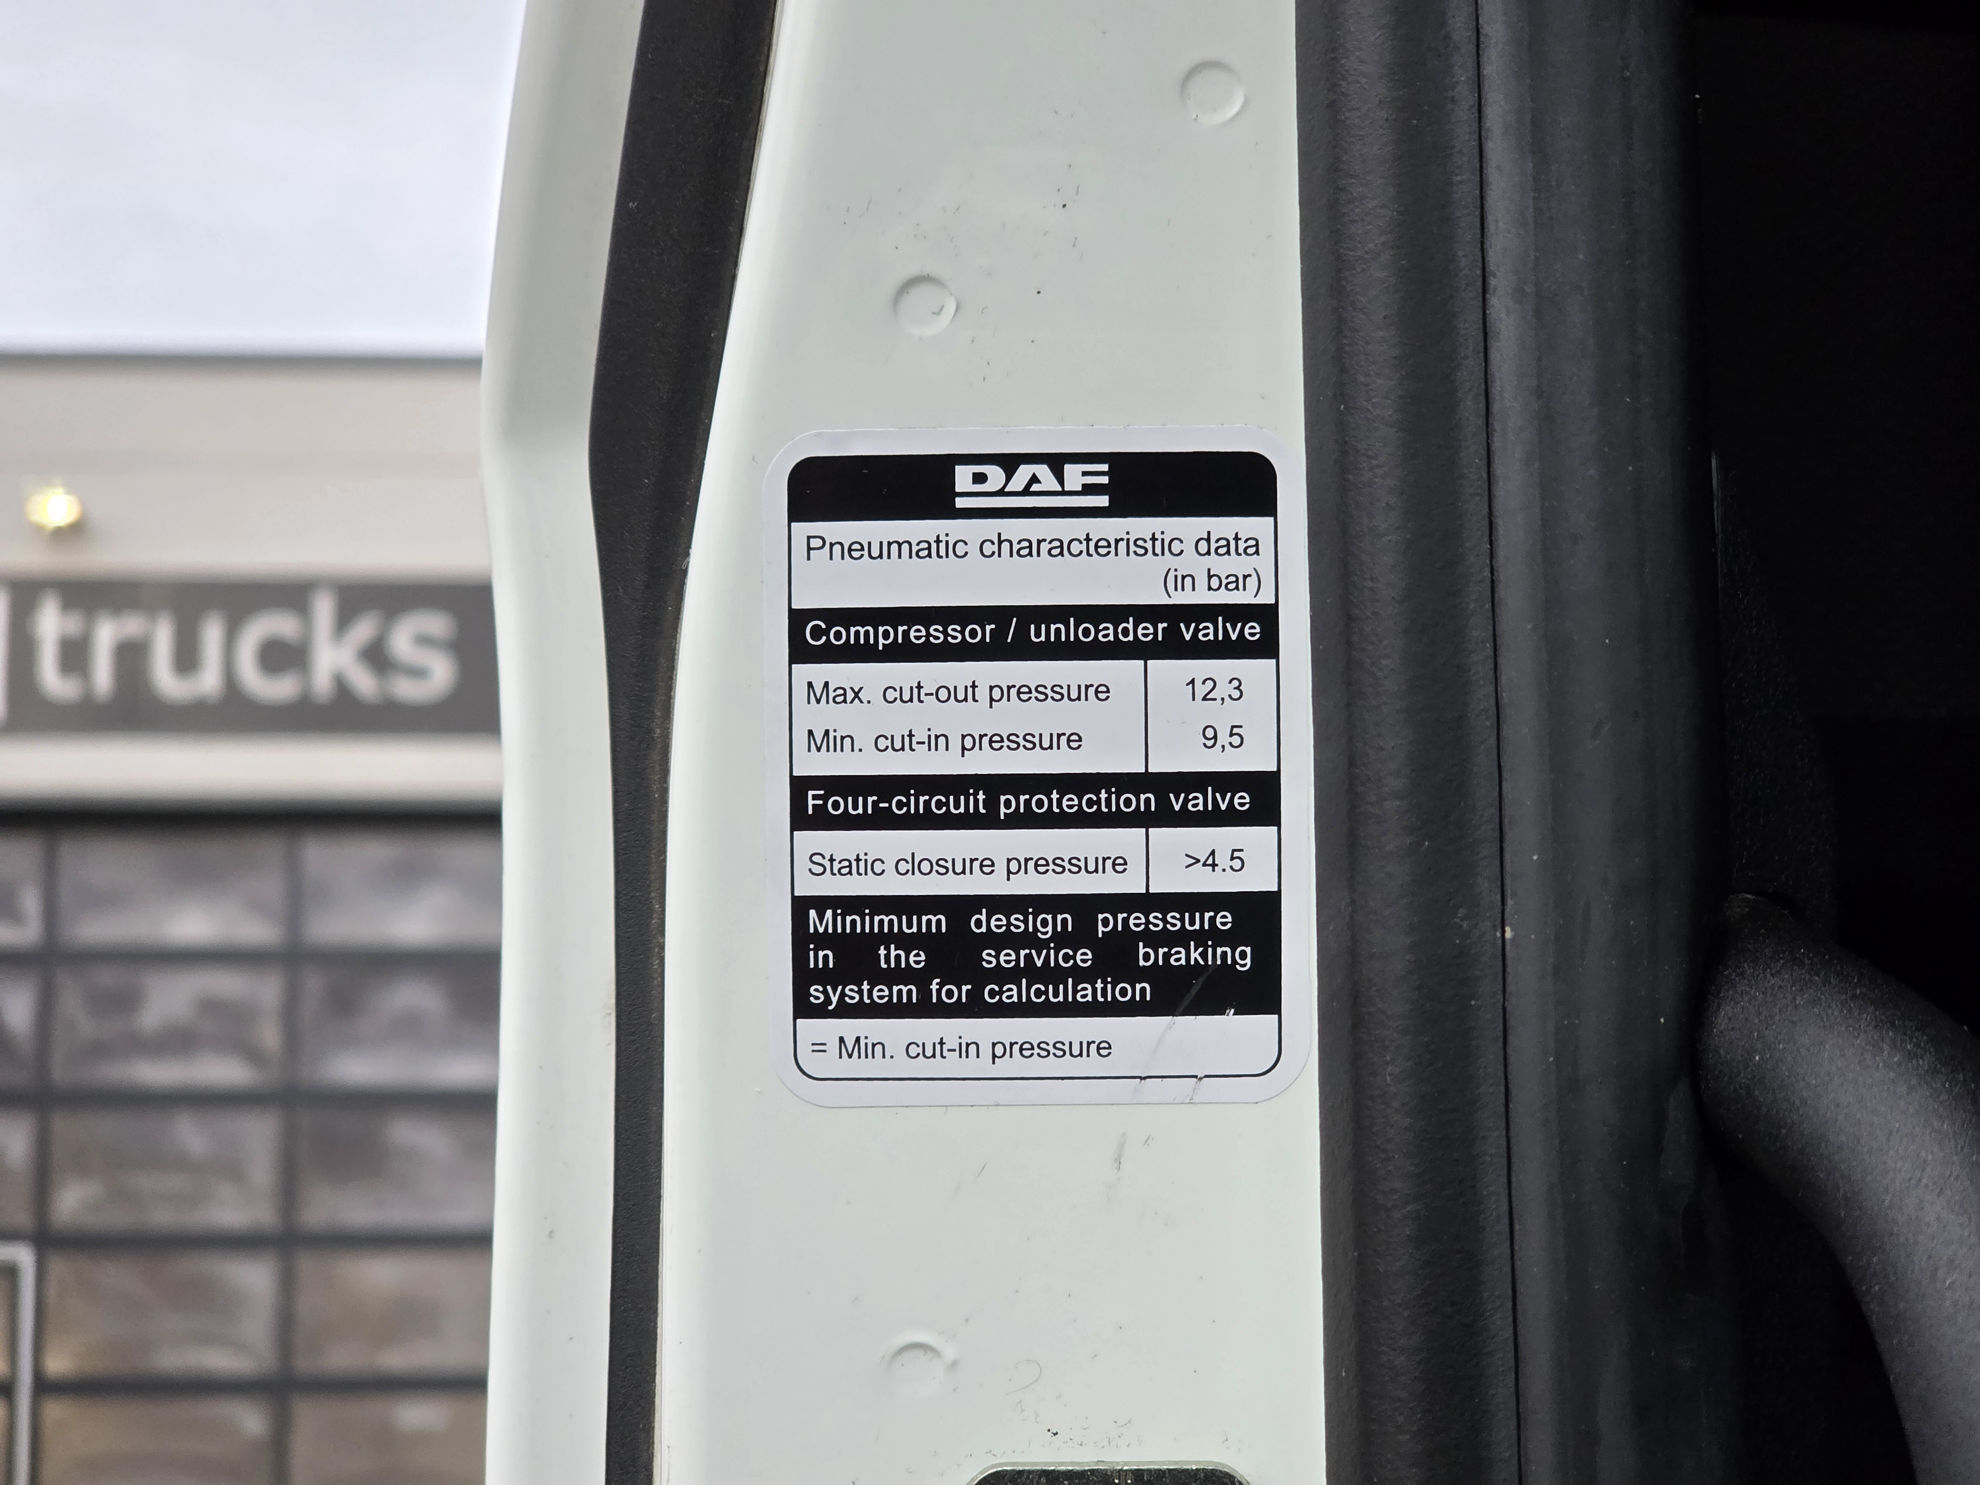 trucks
DAF
Pneumatic characteristic data
(in bar)
Compressor / unloader valve
Max. cut-out pressure 12,3
Min. cut-in pressure 9,5
Four-circuit protection valve
Static closure pressure >4.5
Minimum design pressure
in the service braking
system for calculation
= Min. cut-in pressure